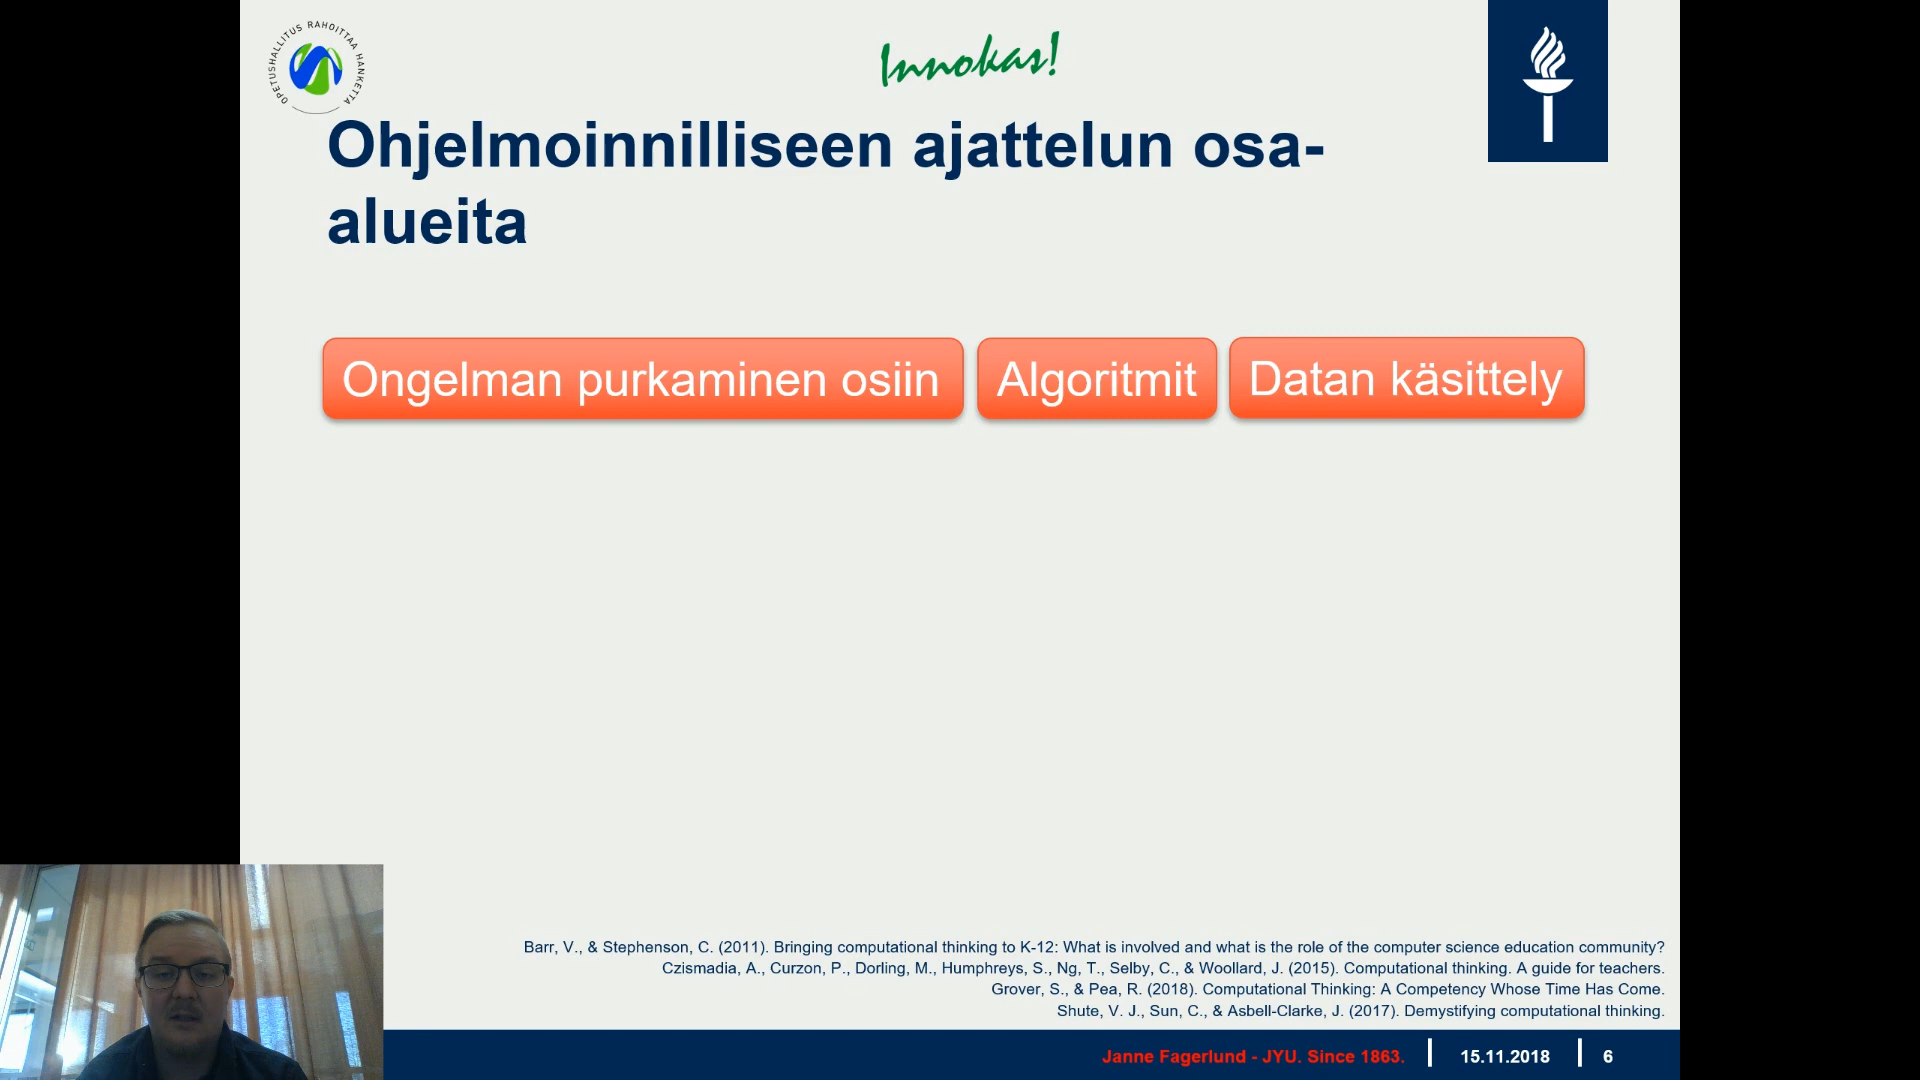 OPETUSHALLITUS RAHOITTAA HANKETTA
Innokas!
Ohjelmoinnilliseen ajattelun osa-
alueita
Ongelman purkaminen osiin
Algoritmit
Datan käsittely
Barr, V., & Stephenson, C. (2011). Bringing computational thinking to K-12: What is involved and what is the role of the computer science education community?
Czismadia, A., Curzon, P., Dorling, M., Humphreys, S., Ng, T., Selby, C., & Woollard, J. (2015). Computational thinking. A guide for teachers.
Grover, S., & Pea, R. (2018). Computational Thinking: A Competency Whose Time Has Come.
Shute, V. J., Sun, C., & Asbell-Clarke, J. (2017). Demystifying computational thinking.
Janne Fagerlund - JYU. Since 1863.
15.11.2018
6